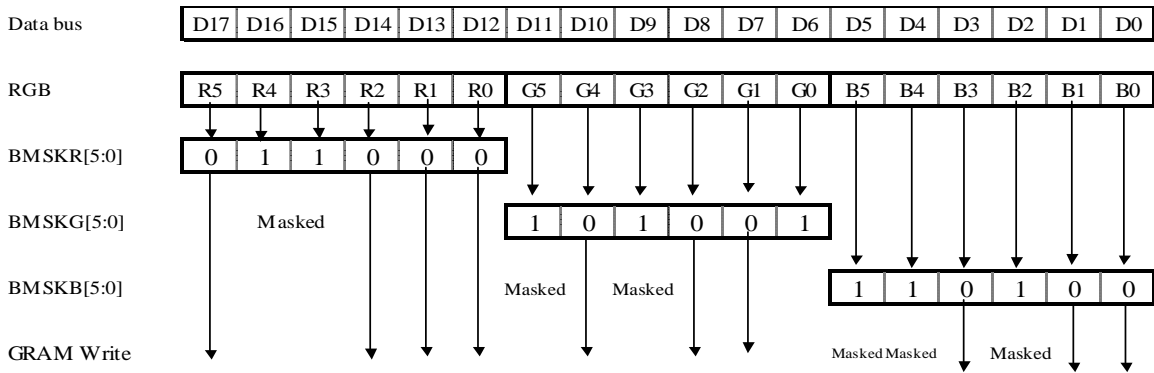 Data bus D17 D16 D15 D14 D13 D12 D11 D10 D9 D8 D7 D6 D5 D4 D3 D2 D1 D0
RGB R5 R4 R3 R2 R1 R0 G5 G4 G3 G2 G1 G0 B5 B4 B3 B2 B1 B0
BMSKR[5:0] 0 1 1 0 0 0
BMSKG[5:0] Masked 1 0 1 0 0 1
BMSKB[5:0] Masked Masked 1 1 0 1 0 0
GRAM Write Masked Masked Masked